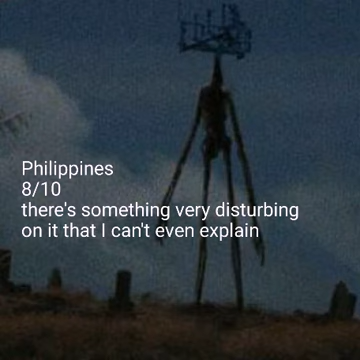 Philippines
8/10
there's something very disturbing
on it that I can't even explain